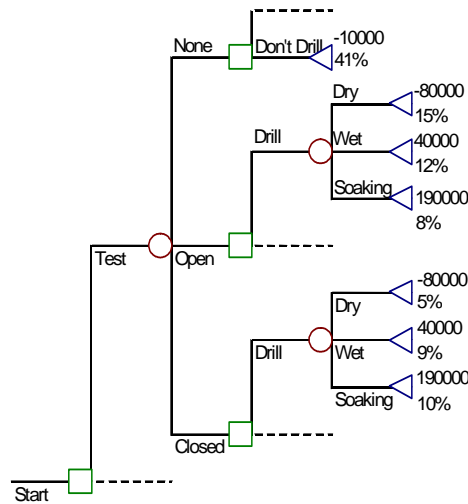 None
Don't Drill
-10000
41%
Dry
-80000
15%
Drill
Wet
40000
12%
Soaking
190000
8%
Test
Open
Dry
-80000
5%
Drill
Wet
40000
9%
Soaking
190000
10%
Closed
Start